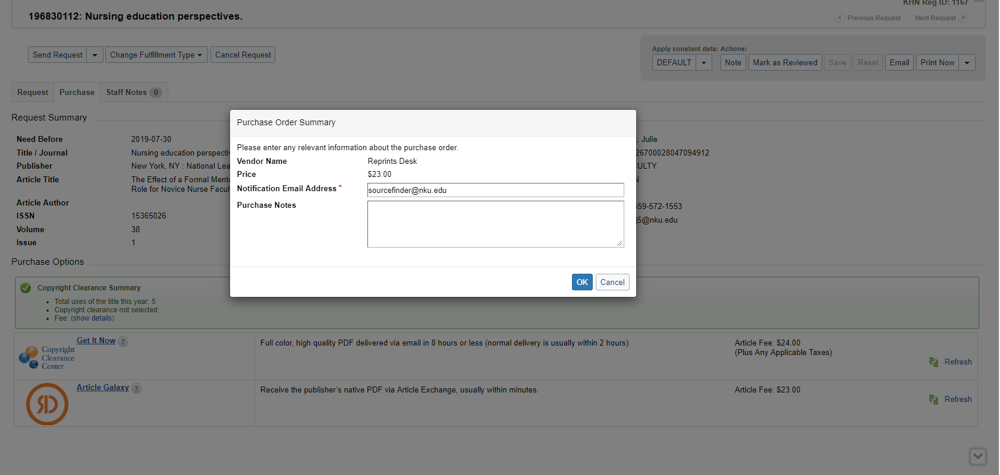 KHN Reg ID: 1167
196830112: Nursing education perspectives.
Previous Request Next Request
Send Request Change Fulfillment Type Cancel Request
Apply constant data: Actions:
DEFAULT Note Mark as Reviewed Save Reset Email Print Now
Request Purchase Staff Notes 0
Request Summary
Purchase Order Summary
Need Before 2019-07-30
, Julie
Please enter any relevant information about the purchase order.
Title / Journal Nursing education perspecti
26700028047094912
Vendor Name Reprints Desk
Publisher New York, NY : National Lea
ULTY
Price $23.00
Article Title The Effect of a Formal Ment
N
Role for Novice Nurse Facul
Notification Email Address * sourcefinder@nku.edu
Article Author
Purchase Notes
859-572-1553
ISSN 15365026
j5@nku.edu
Volume 38
Issue 1
Purchase Options
OK Cancel
Copyright Clearance Summary
Total uses of the title this year: 5
Copyright clearance not selected
Fee: (show details)
Copyright
Clearance
Center
Get It Now ?
Full color, high quality PDF delivered via email in 8 hours or less (normal delivery is usually within 2 hours)
Article Fee: $24.00
(Plus Any Applicable Taxes)
Refresh
RD
Article Galaxy ?
Receive the publisher's native PDF via Article Exchange, usually within minutes.
Article Fee: $23.00
Refresh